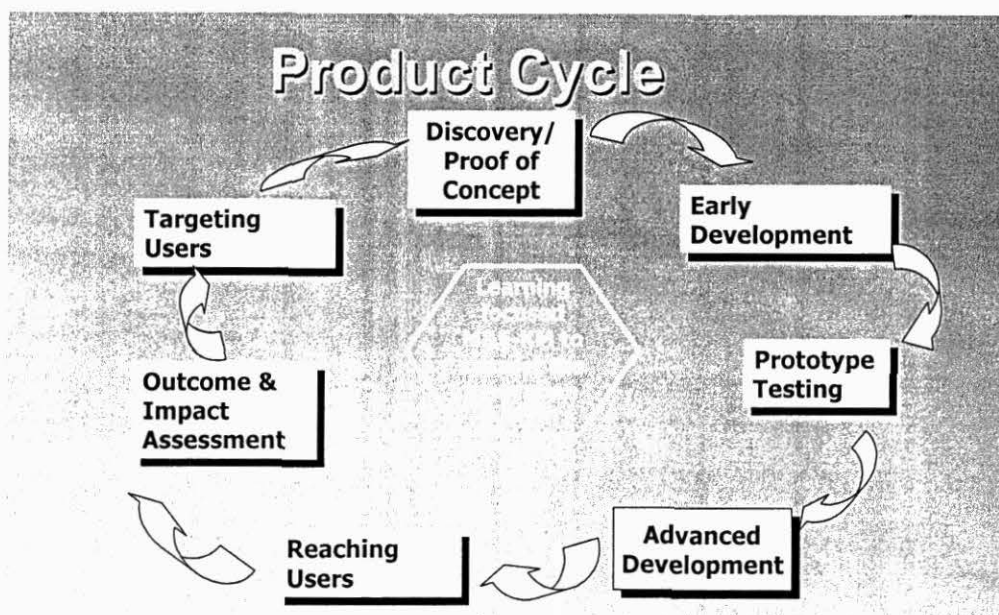 Product Cycle
Discovery/
Proof of
Concept
Early
Development
Prototype
Testing
Advanced
Development
Reaching
Users
Outcome &
Impact
Assessment
Targeting
Users
Learning
focused
to